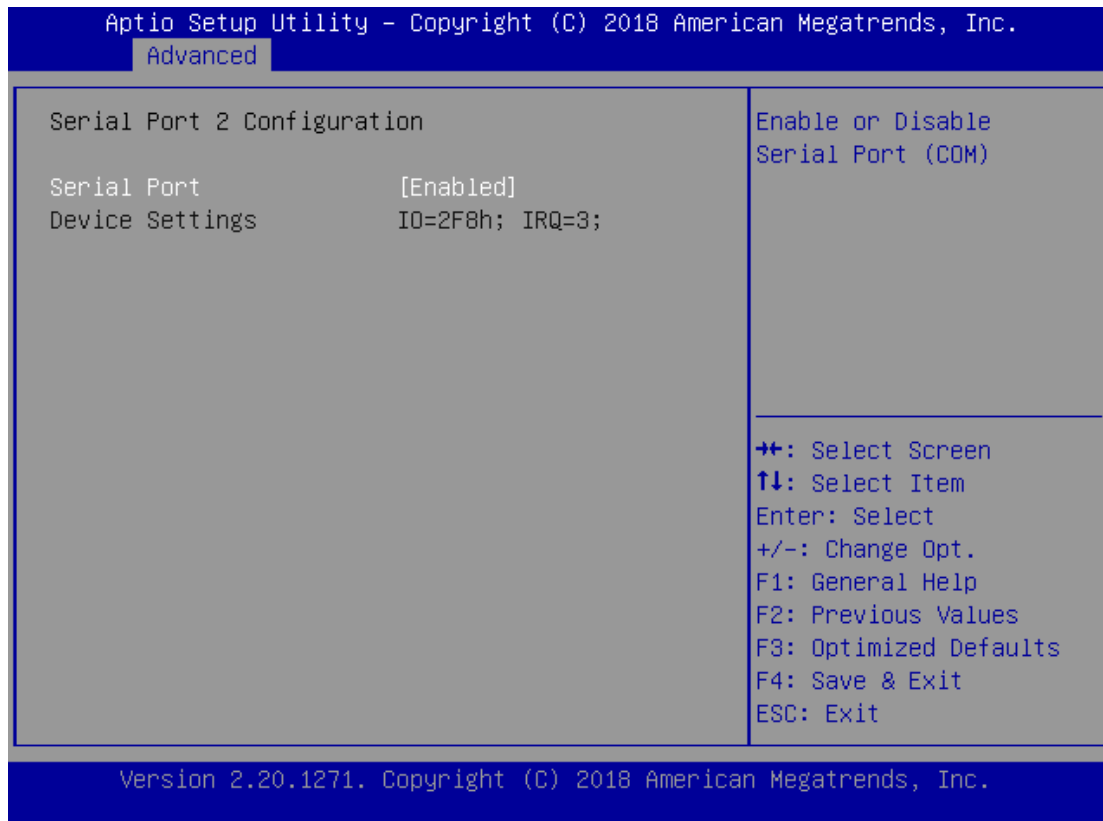 Aptio Setup Utility – Copyright (C) 2018 American Megatrends, Inc.
Advanced
Serial Port 2 Configuration
Serial Port [Enabled]
Device Settings IO=2F8h; IRQ=3;
Enable or Disable
Serial Port (COM)
→←: Select Screen
↑↓: Select Item
Enter: Select
+/-: Change Opt.
F1: General Help
F2: Previous Values
F3: Optimized Defaults
F4: Save & Exit
ESC: Exit
Version 2.20.1271. Copyright (C) 2018 American Megatrends, Inc.